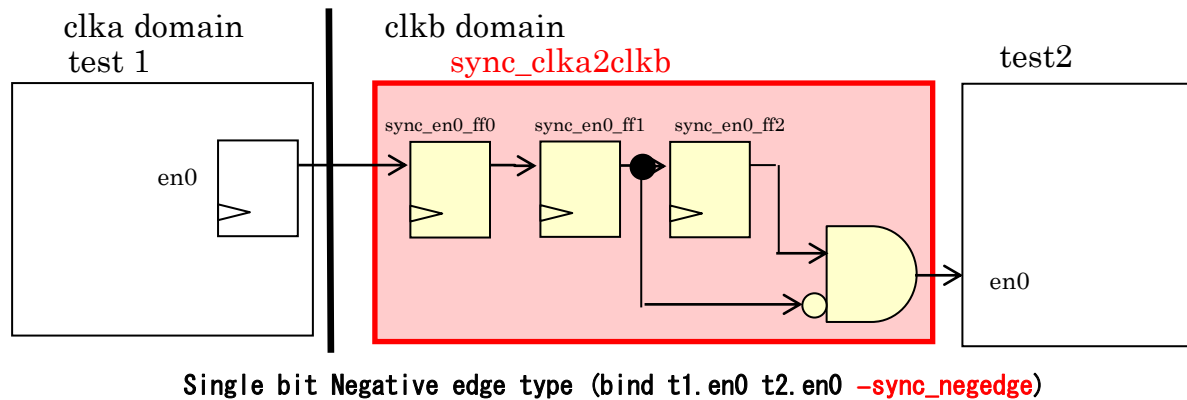 clka domain
test 1
clkb domain
sync_clka2clkb
test2
sync_en0_ff0
sync_en0_ff1
sync_en0_ff2
en0
en0
Single bit Negative edge type (bind t1.en0 t2.en0 –sync_negedge)